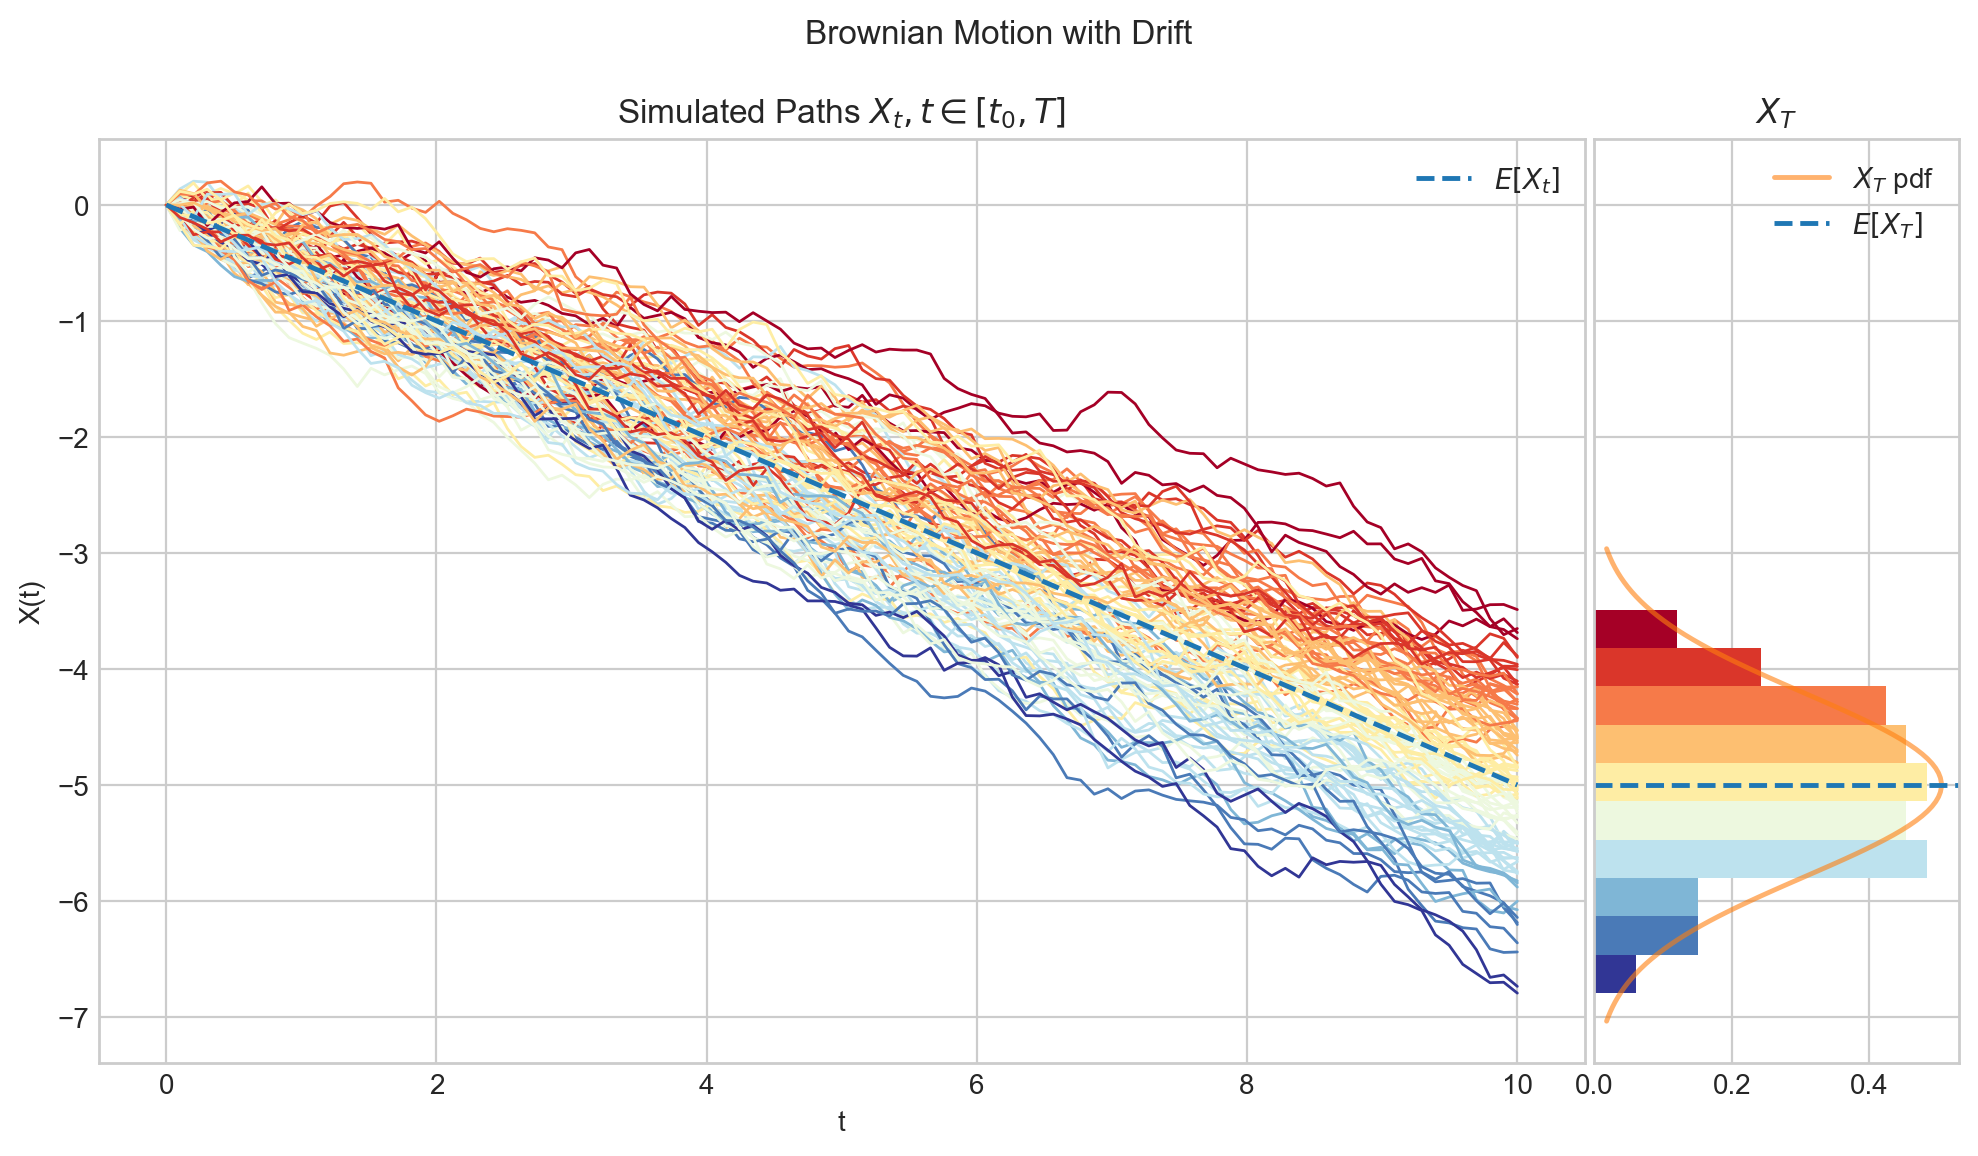 Brownian Motion with Drift
Simulated Paths $X_t, t \in [t_0, T]$
$X_T$
$E[X_t]$
$X_T$ pdf
$E[X_T]$
X(t)
0
−1
−2
−3
−4
−5
−6
−7
0 2 4 6 8 10
0.0 0.2 0.4
t